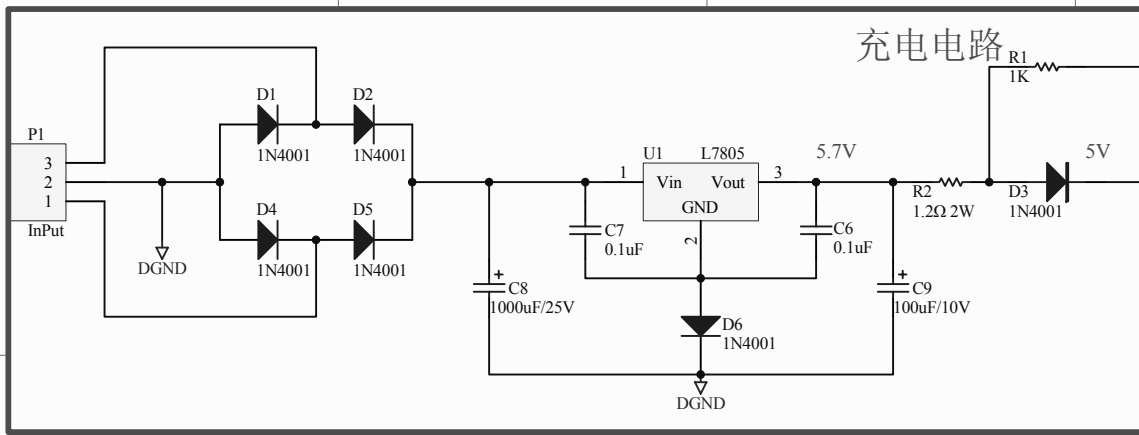 充电电路
R1
1K
D1
1N4001
D2
1N4001
P1
3
2
1
InPut
DGND
D4
1N4001
D5
1N4001
U1
L7805
1
Vin
Vout
3
GND
2
5.7V
5V
R2
1.2Ω 2W
D3
1N4001
C7
0.1uF
C6
0.1uF
+
C8
1000uF/25V
+
C9
100uF/10V
D6
1N4001
DGND